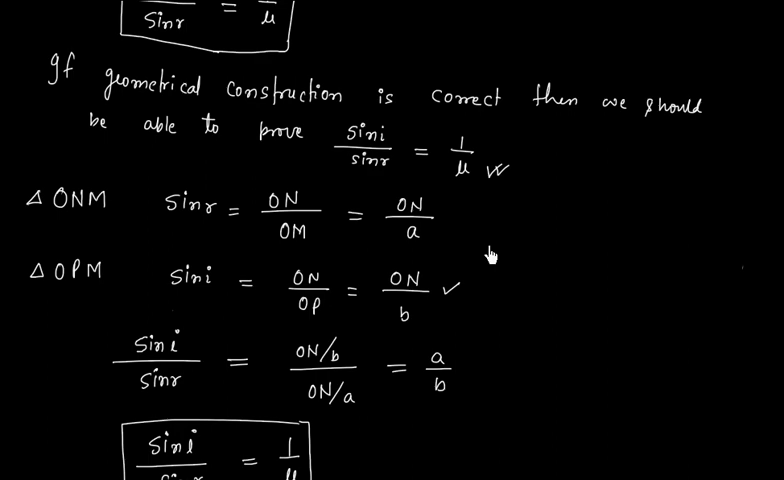 sinr = μ
If geometrical construction is correct then we should
be able to prove sini/sinr = 1/μ
△ ONM sinr = ON/OM = ON/a
△ OPM sini = ON/OP = ON/b ✓
sini/sinr = (ON/b)/(ON/a) = a/b
sini/sinr = 1/μ